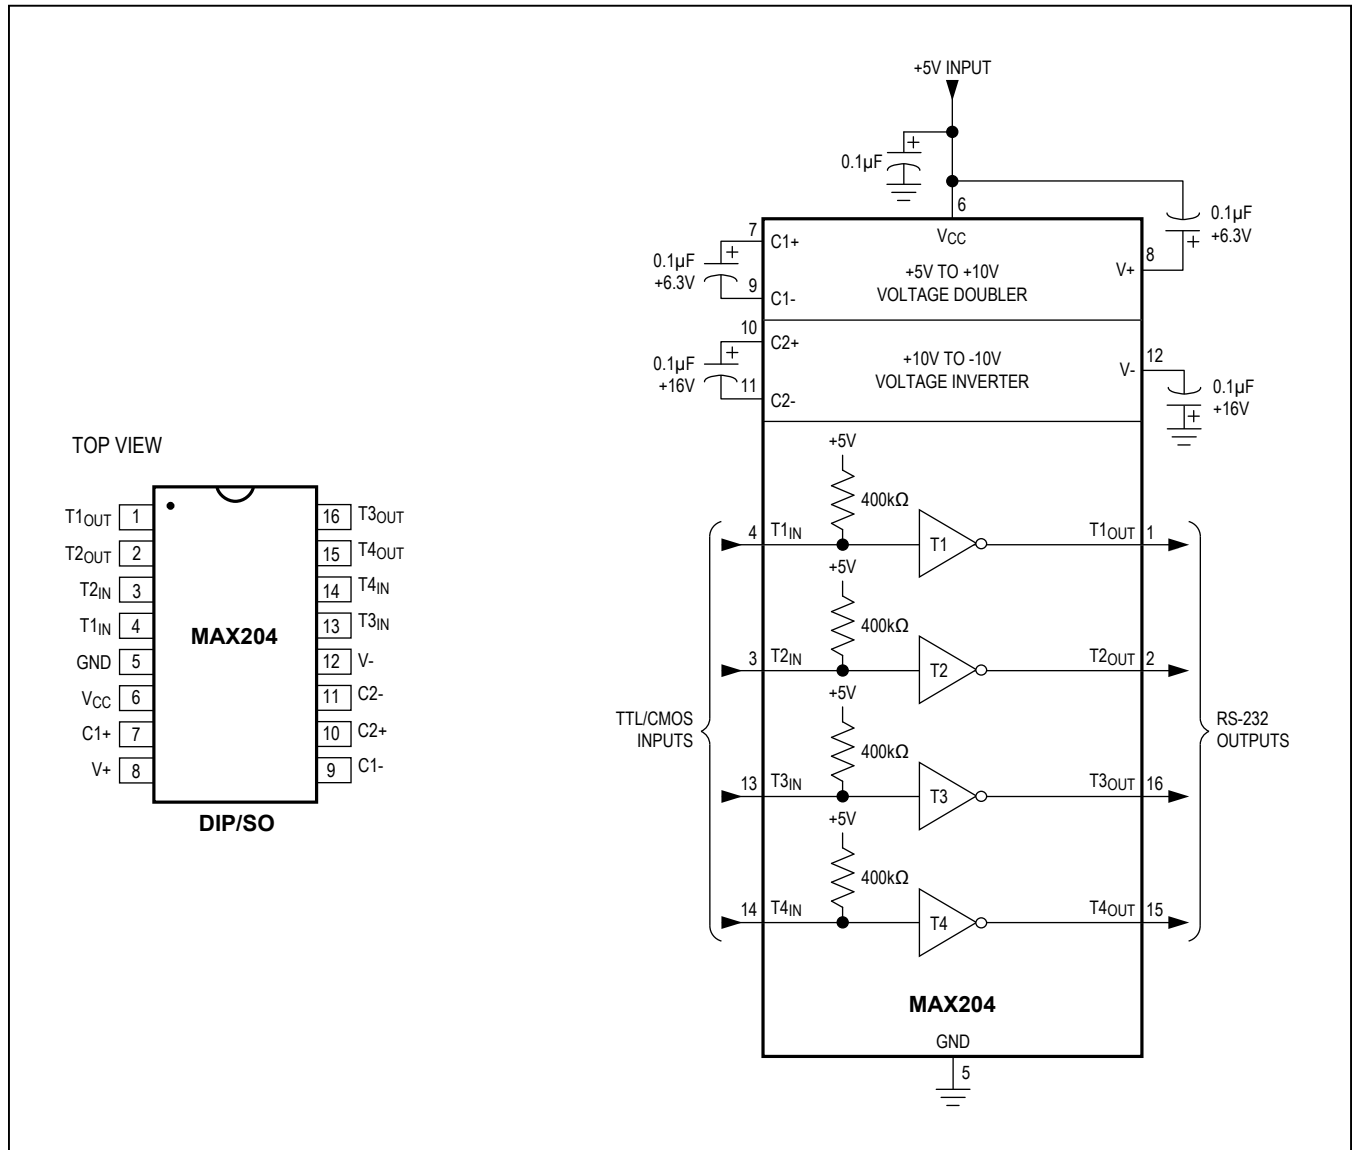 TOP VIEW
T1OUT 1
T2OUT 2
T2IN 3
T1IN 4
GND 5
VCC 6
C1+ 7
V+ 8
MAX204
16 T3OUT
15 T4OUT
14 T4IN
13 T3IN
12 V-
11 C2-
10 C2+
9 C1-
DIP/SO
+5V INPUT
0.1µF
+
6
VCC
0.1µF
+6.3V
+
8
V+
7
C1+
0.1µF
+6.3V
+
9
C1-
+5V TO +10V
VOLTAGE DOUBLER
10
C2+
0.1µF
+16V
+
11
C2-
+10V TO -10V
VOLTAGE INVERTER
V-
12
0.1µF
+16V
+
+5V
400kΩ
4 T1IN T1 T1OUT 1
+5V
400kΩ
3 T2IN T2 T2OUT 2
+5V
TTL/CMOS
INPUTS
RS-232
OUTPUTS
400kΩ
13 T3IN T3 T3OUT 16
+5V
400kΩ
14 T4IN T4 T4OUT 15
MAX204
GND
5